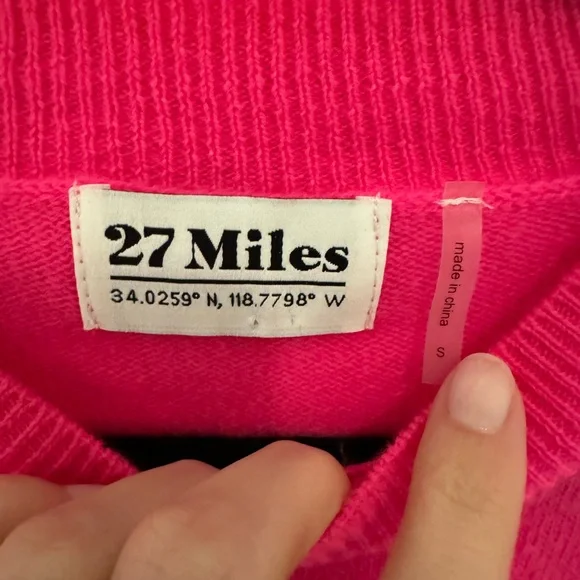 27 Miles
34.0259° N, 118.7798° W
made in china
S